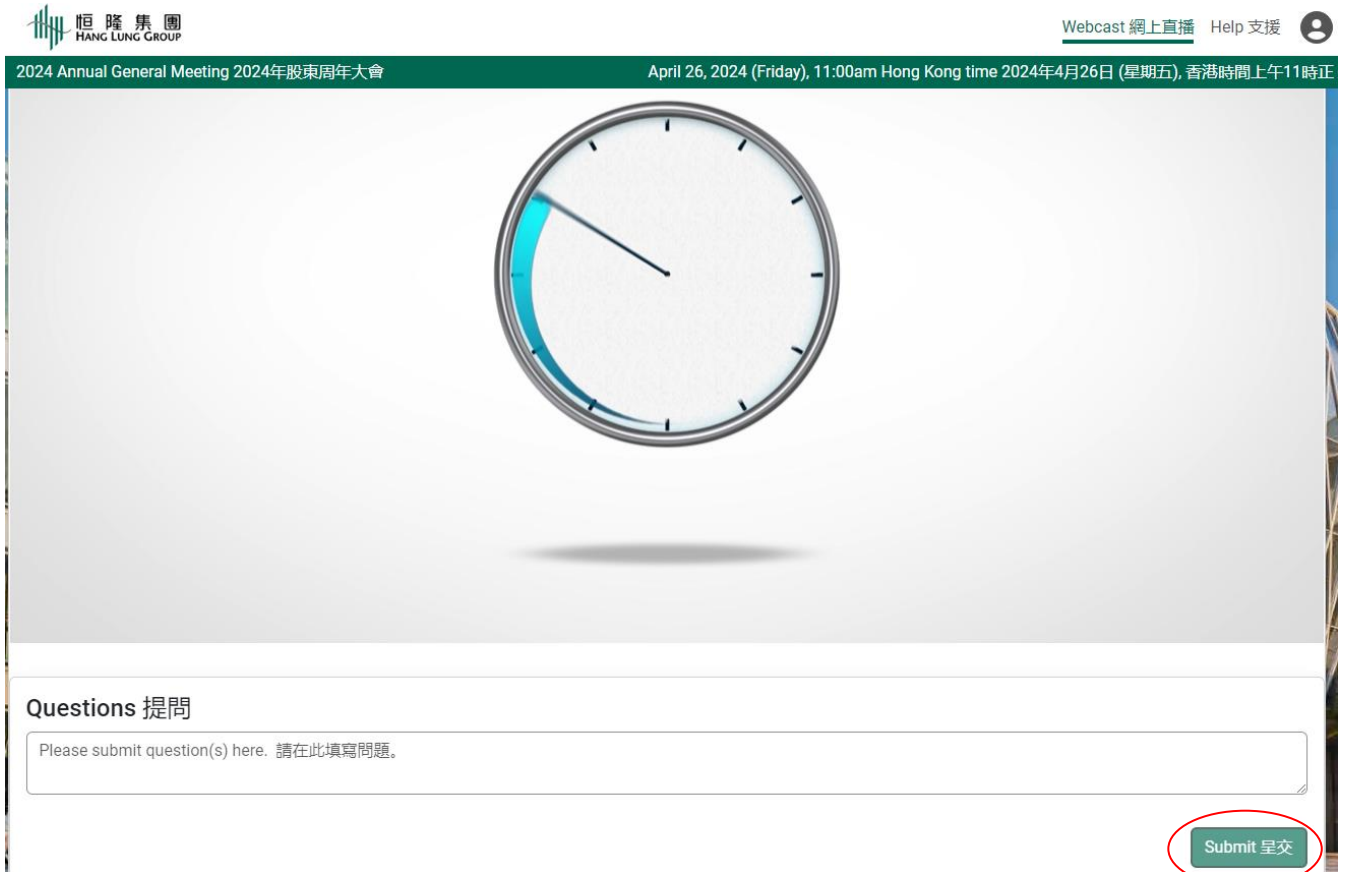 恒隆集團
HANG LUNG GROUP
Webcast 網上直播 Help 支援
2024 Annual General Meeting 2024年股東周年大會 April 26, 2024 (Friday), 11:00am Hong Kong time 2024年4月26日 (星期五), 香港時間上午11時正
Questions 提問
Please submit question(s) here. 請在此填寫問題。
Submit 呈交